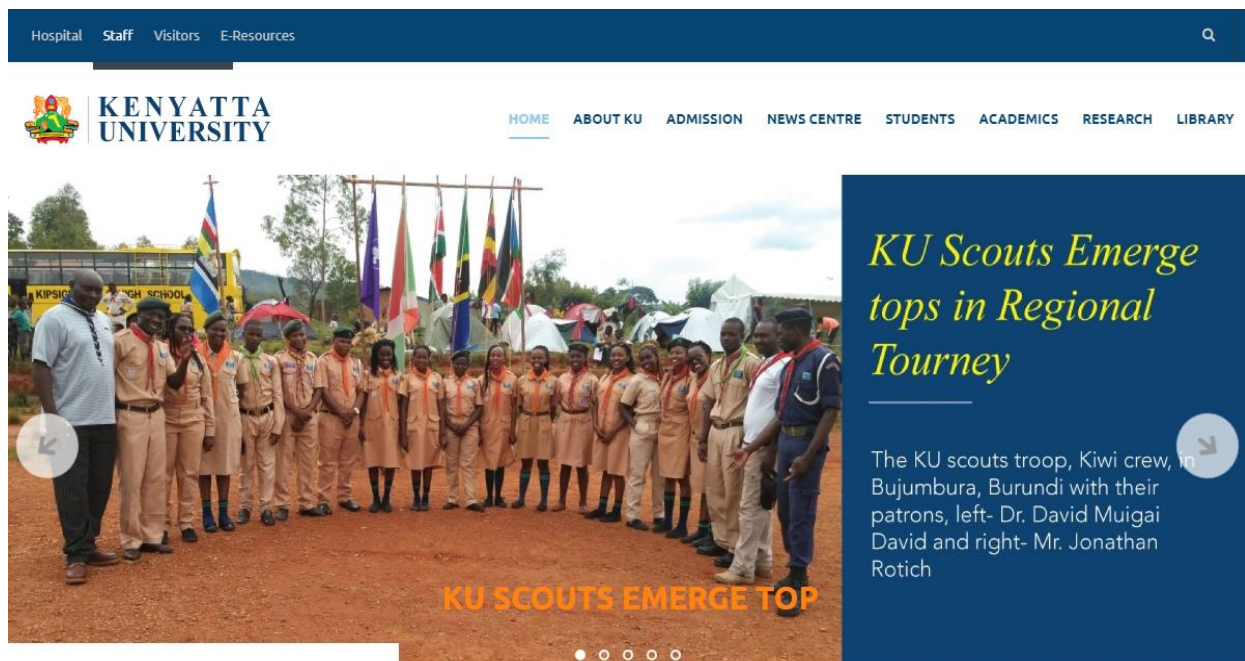 Hospital Staff Visitors E-Resources
KENYATTA
UNIVERSITY
HOME ABOUT KU ADMISSION NEWS CENTRE STUDENTS ACADEMICS RESEARCH LIBRARY
HIGH SCHOOL
KU Scouts Emerge
tops in Regional
Tourney
The KU scouts troop, Kiwi crew, in
Bujumbura, Burundi with their
patrons, left- Dr. David Muigai
David and right- Mr. Jonathan
Rotich
KU SCOUTS EMERGE TOP